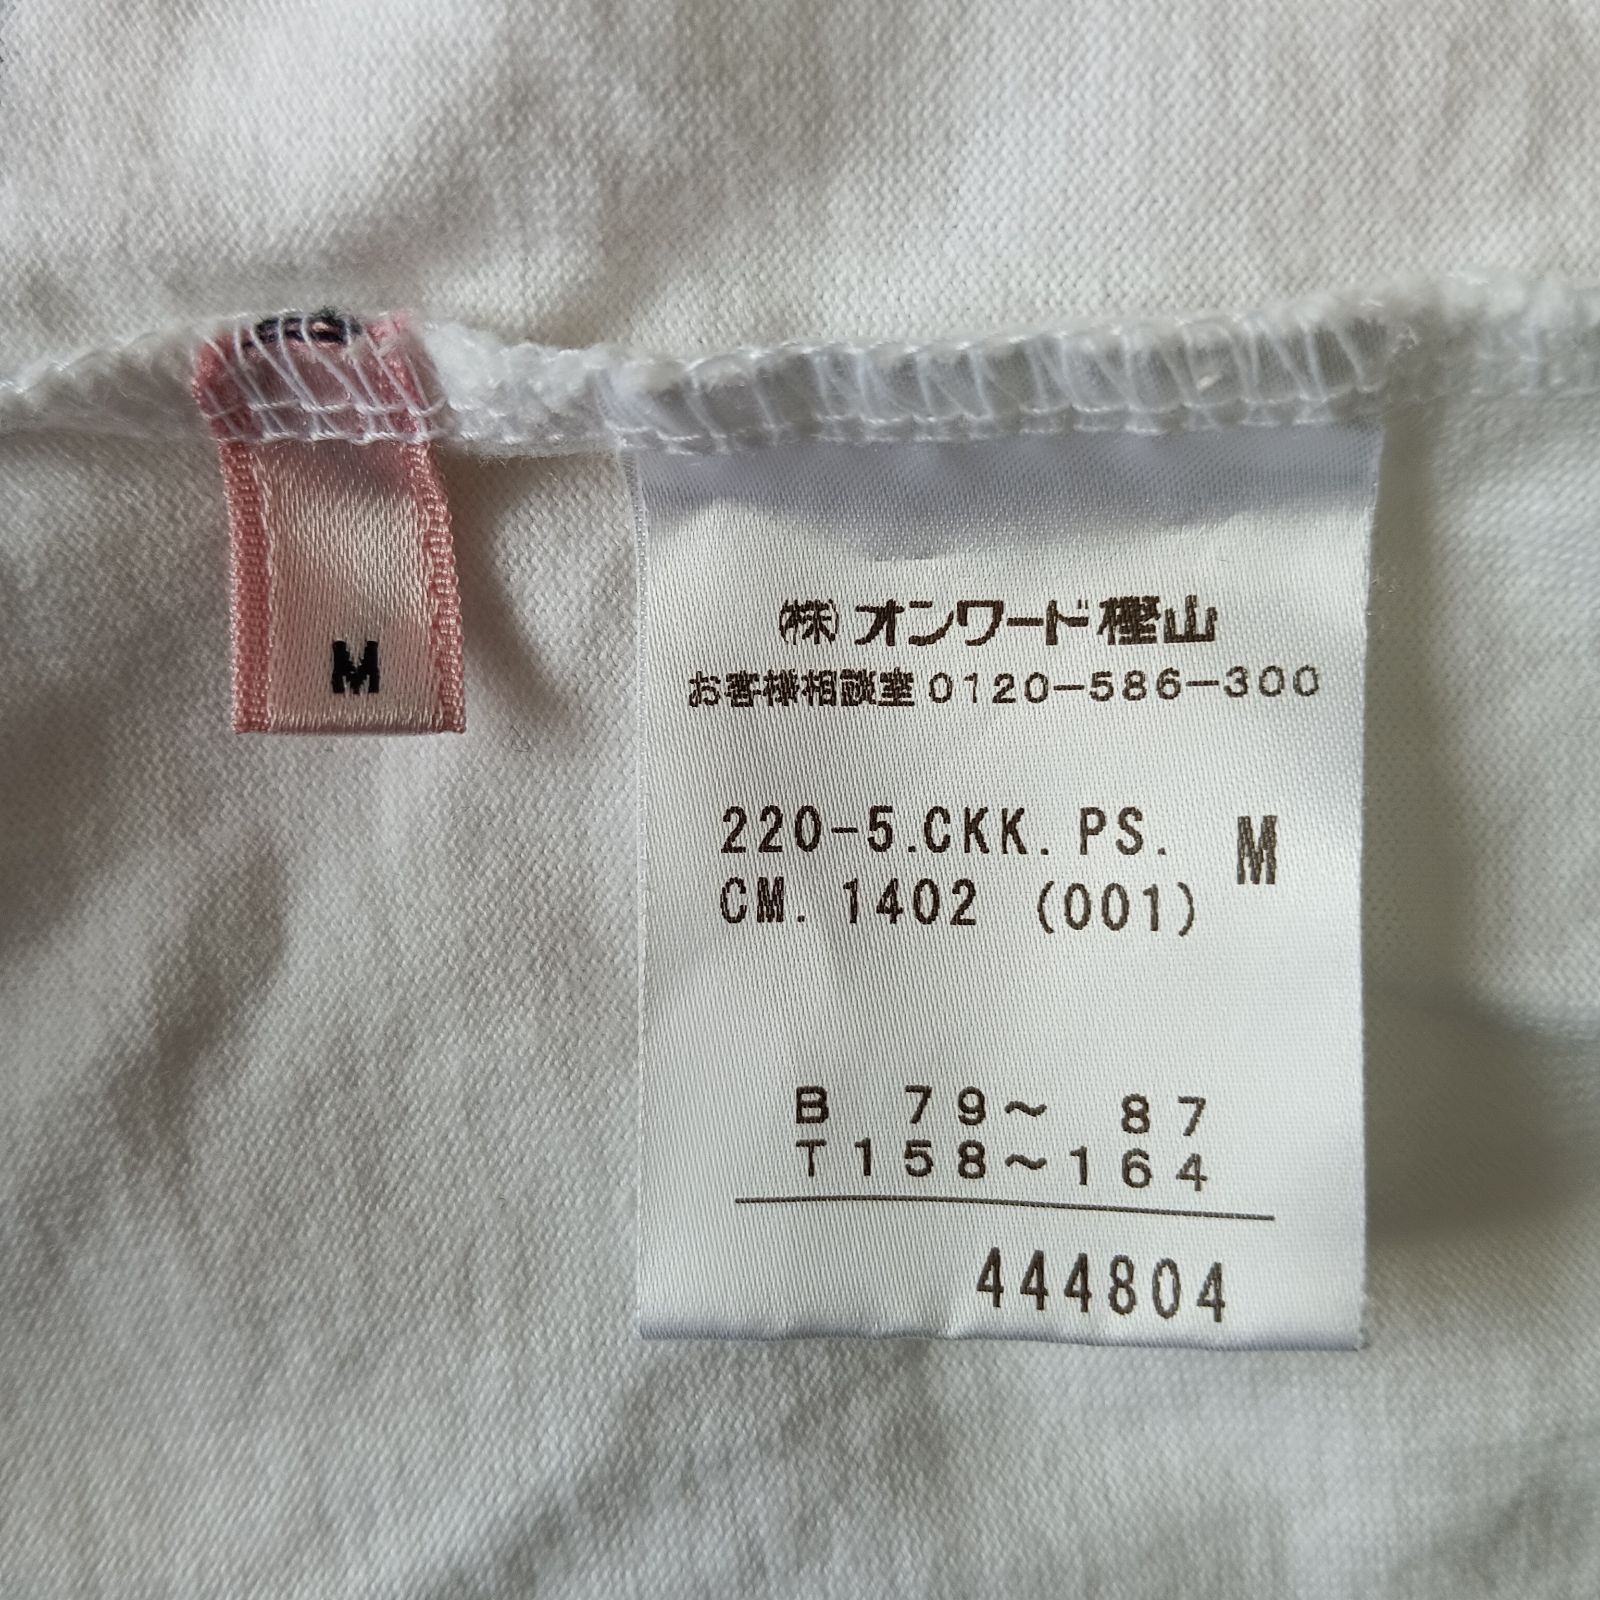 M
㈱オンワード樫山
お客様相談室0120-586-300
220-5.CKK.PS. M
CM.1402 (001)
B 79～ 87
T158～164
444804